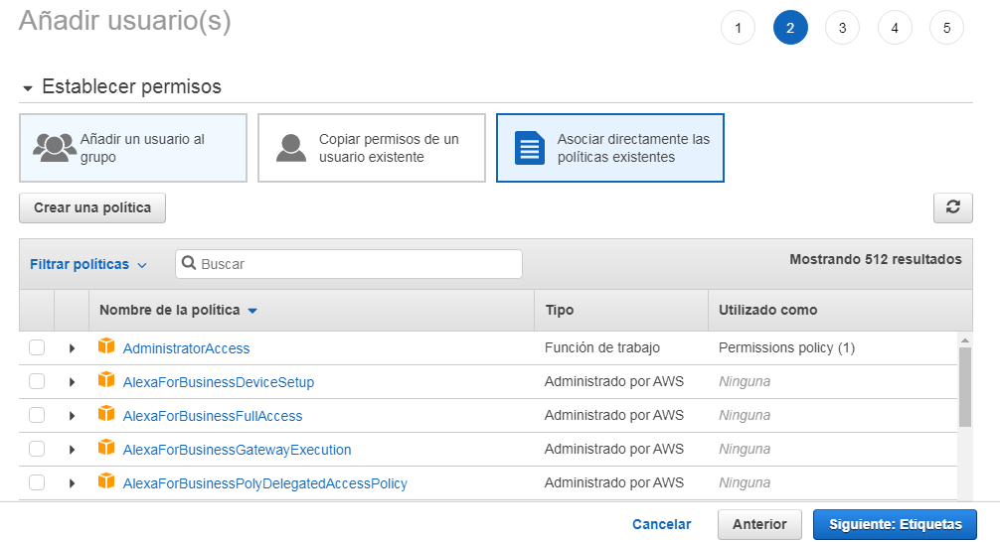 Añadir usuario(s)
1 2 3 4 5
Establecer permisos
Añadir un usuario al
grupo
Copiar permisos de un
usuario existente
Asociar directamente las
políticas existentes
Crear una política
Filtrar políticas
Buscar
Mostrando 512 resultados
Nombre de la política Tipo Utilizado como
AdministratorAccess Función de trabajo Permissions policy (1)
AlexaForBusinessDeviceSetup Administrado por AWS Ninguna
AlexaForBusinessFullAccess Administrado por AWS Ninguna
AlexaForBusinessGatewayExecution Administrado por AWS Ninguna
AlexaForBusinessPolyDelegatedAccessPolicy Administrado por AWS Ninguna
Cancelar Anterior Siguiente: Etiquetas